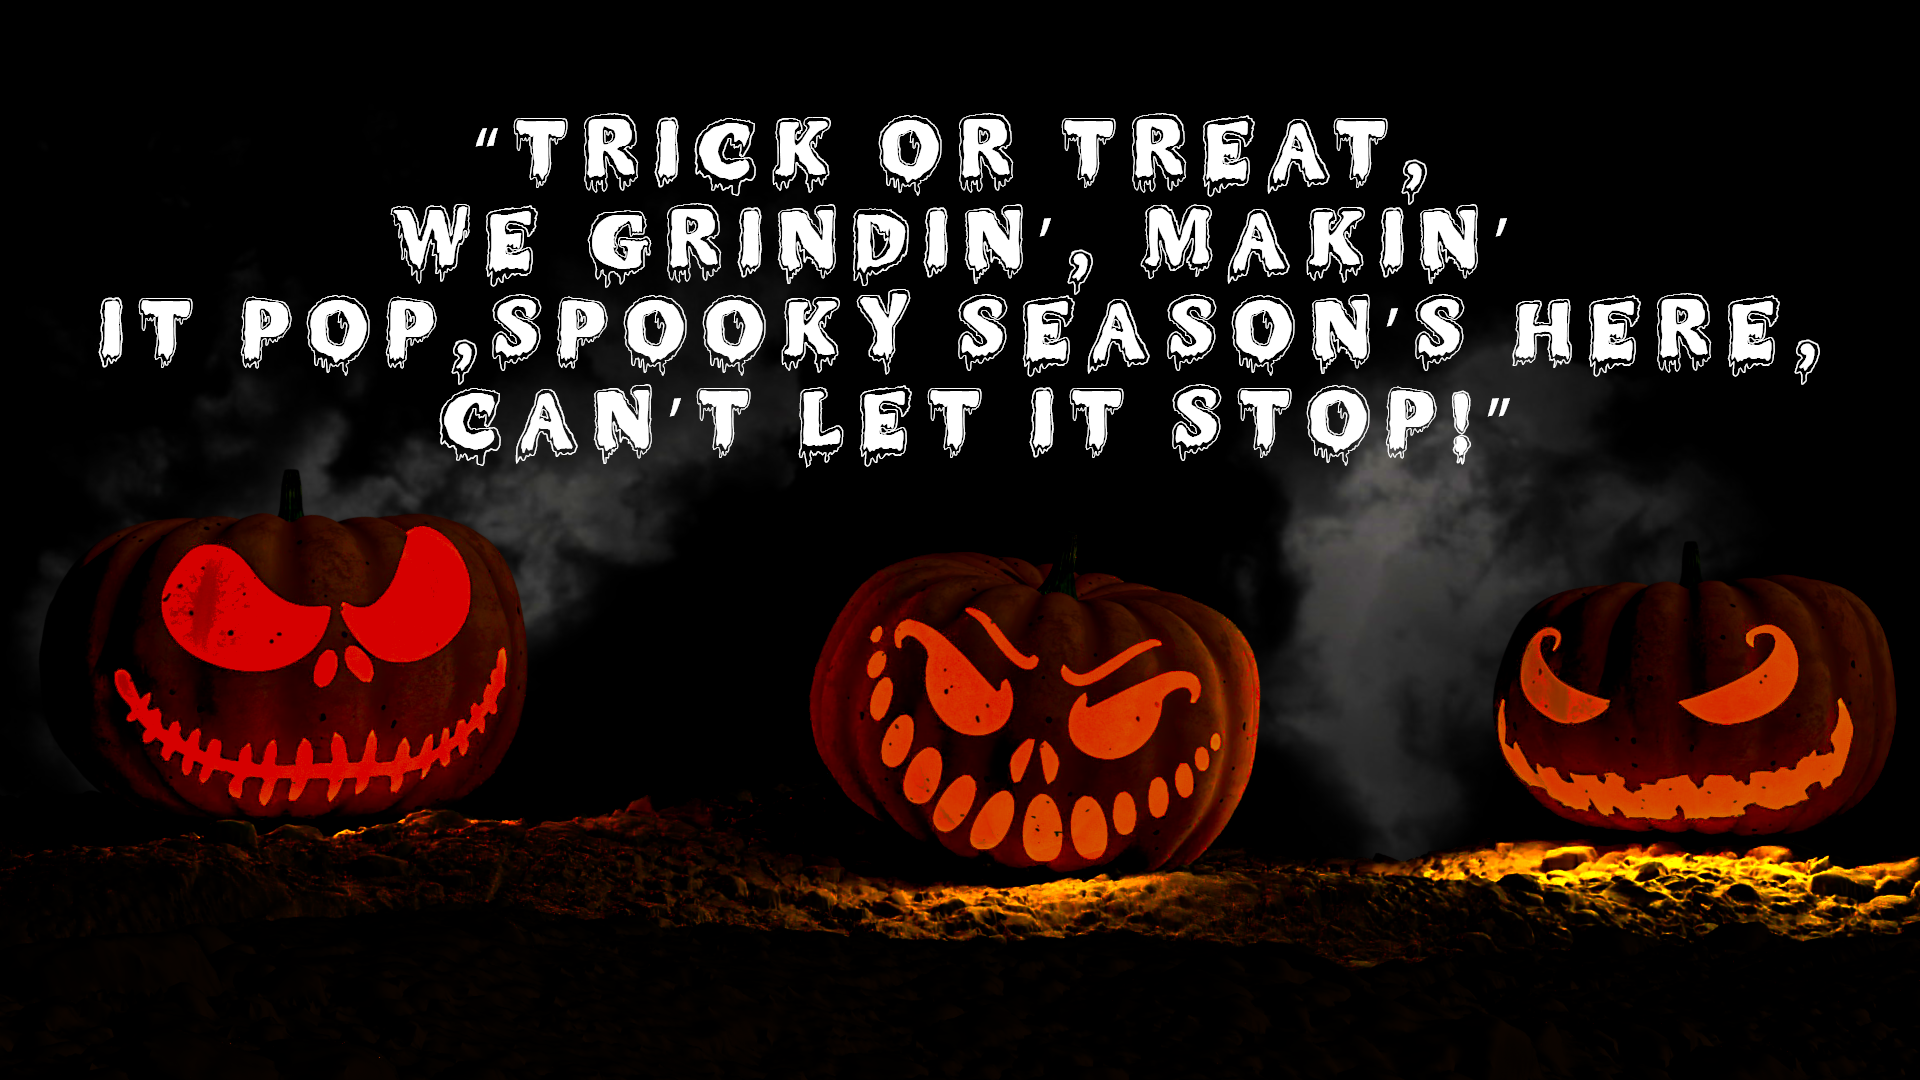 “TRICK OR TREAT,
WE GRINDIN’, MAKIN’
IT POP,SPOOKY SEASON’S HERE,
CAN’T LET IT STOP!”